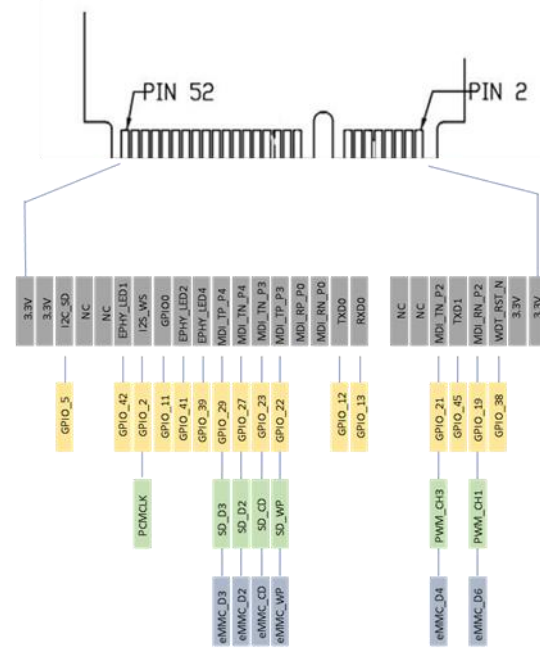 PIN 52 PIN 2
3.3V 3.3V I2C_SD NC NC EPHY_LED1 I2S_WS GPIO0 EPHY_LED2 EPHY_LED4 MDI_TP_P4 MDI_TN_P4 MDI_TN_P3 MDI_TP_P3 MDI_RP_P0 MDI_RN_P0 TXD0 RXD0 NC NC MDI_TN_P2 TXD1 MDI_RN_P2 WDT_RST_N 3.3V 3.3V
GPIO_5 GPIO_42 GPIO_2 GPIO_11 GPIO_41 GPIO_39 GPIO_29 GPIO_27 GPIO_23 GPIO_22 GPIO_12 GPIO_13 GPIO_21 GPIO_45 GPIO_19 GPIO_38
PCMCLK SD_D3 SD_D2 SD_CD SD_WP PWM_CH3 PWM_CH1
eMMC_D3 eMMC_D2 eMMC_CD eMMC_WP eMMC_D4 eMMC_D6